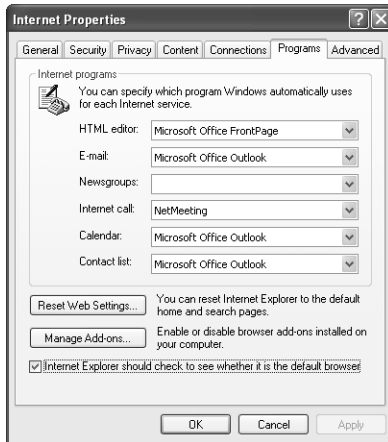 Internet Properties
General Security Privacy Content Connections Programs Advanced
Internet programs
You can specify which program Windows automatically uses
for each Internet service.
HTML editor: Microsoft Office FrontPage
E-mail: Microsoft Office Outlook
Newsgroups:
Internet call: NetMeeting
Calendar: Microsoft Office Outlook
Contact list: Microsoft Office Outlook
Reset Web Settings... You can reset Internet Explorer to the default
home and search pages.
Manage Add-ons... Enable or disable browser add-ons installed on
your computer.
Internet Explorer should check to see whether it is the default browser
OK Cancel Apply